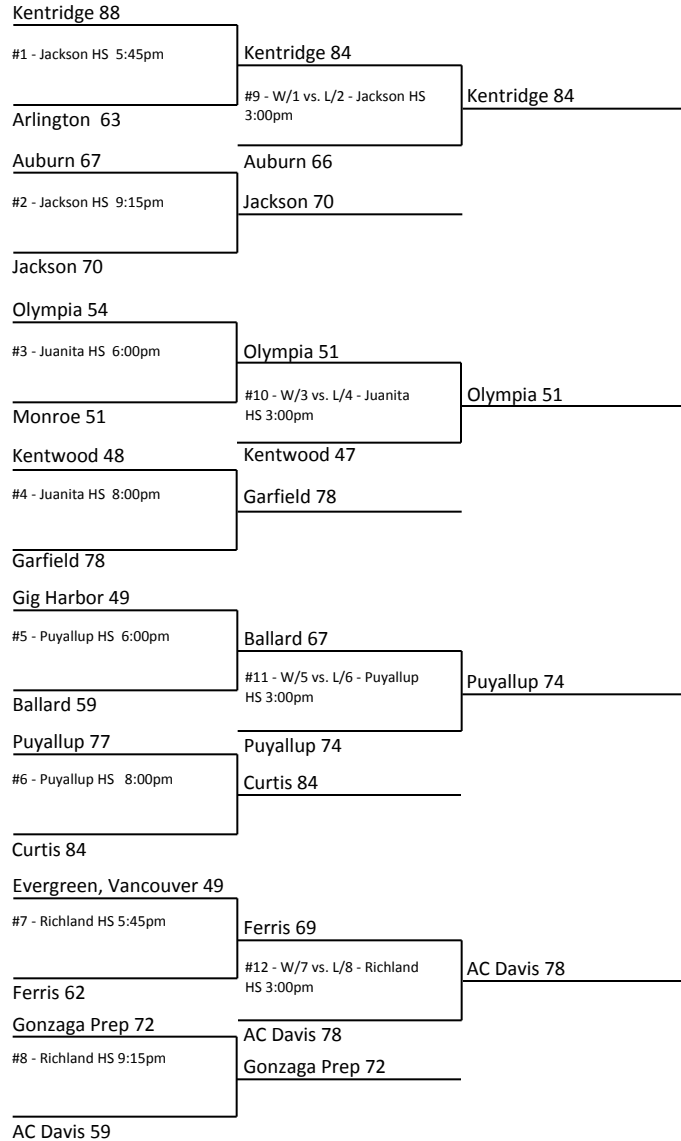 Kentridge 88
#1 - Jackson HS 5:45pm
Kentridge 84
#9 - W/1 vs. L/2 - Jackson HS
3:00pm
Kentridge 84
Arlington 63
Auburn 67
Auburn 66
#2 - Jackson HS 9:15pm
Jackson 70
Jackson 70
Olympia 54
#3 - Juanita HS 6:00pm
Olympia 51
#10 - W/3 vs. L/4 - Juanita
HS 3:00pm
Olympia 51
Monroe 51
Kentwood 48
Kentwood 47
#4 - Juanita HS 8:00pm
Garfield 78
Garfield 78
Gig Harbor 49
#5 - Puyallup HS 6:00pm
Ballard 67
#11 - W/5 vs. L/6 - Puyallup
HS 3:00pm
Puyallup 74
Ballard 59
Puyallup 77
Puyallup 74
#6 - Puyallup HS 8:00pm
Curtis 84
Curtis 84
Evergreen, Vancouver 49
#7 - Richland HS 5:45pm
Ferris 69
#12 - W/7 vs. L/8 - Richland
HS 3:00pm
AC Davis 78
Ferris 62
Gonzaga Prep 72
AC Davis 78
#8 - Richland HS 9:15pm
Gonzaga Prep 72
AC Davis 59